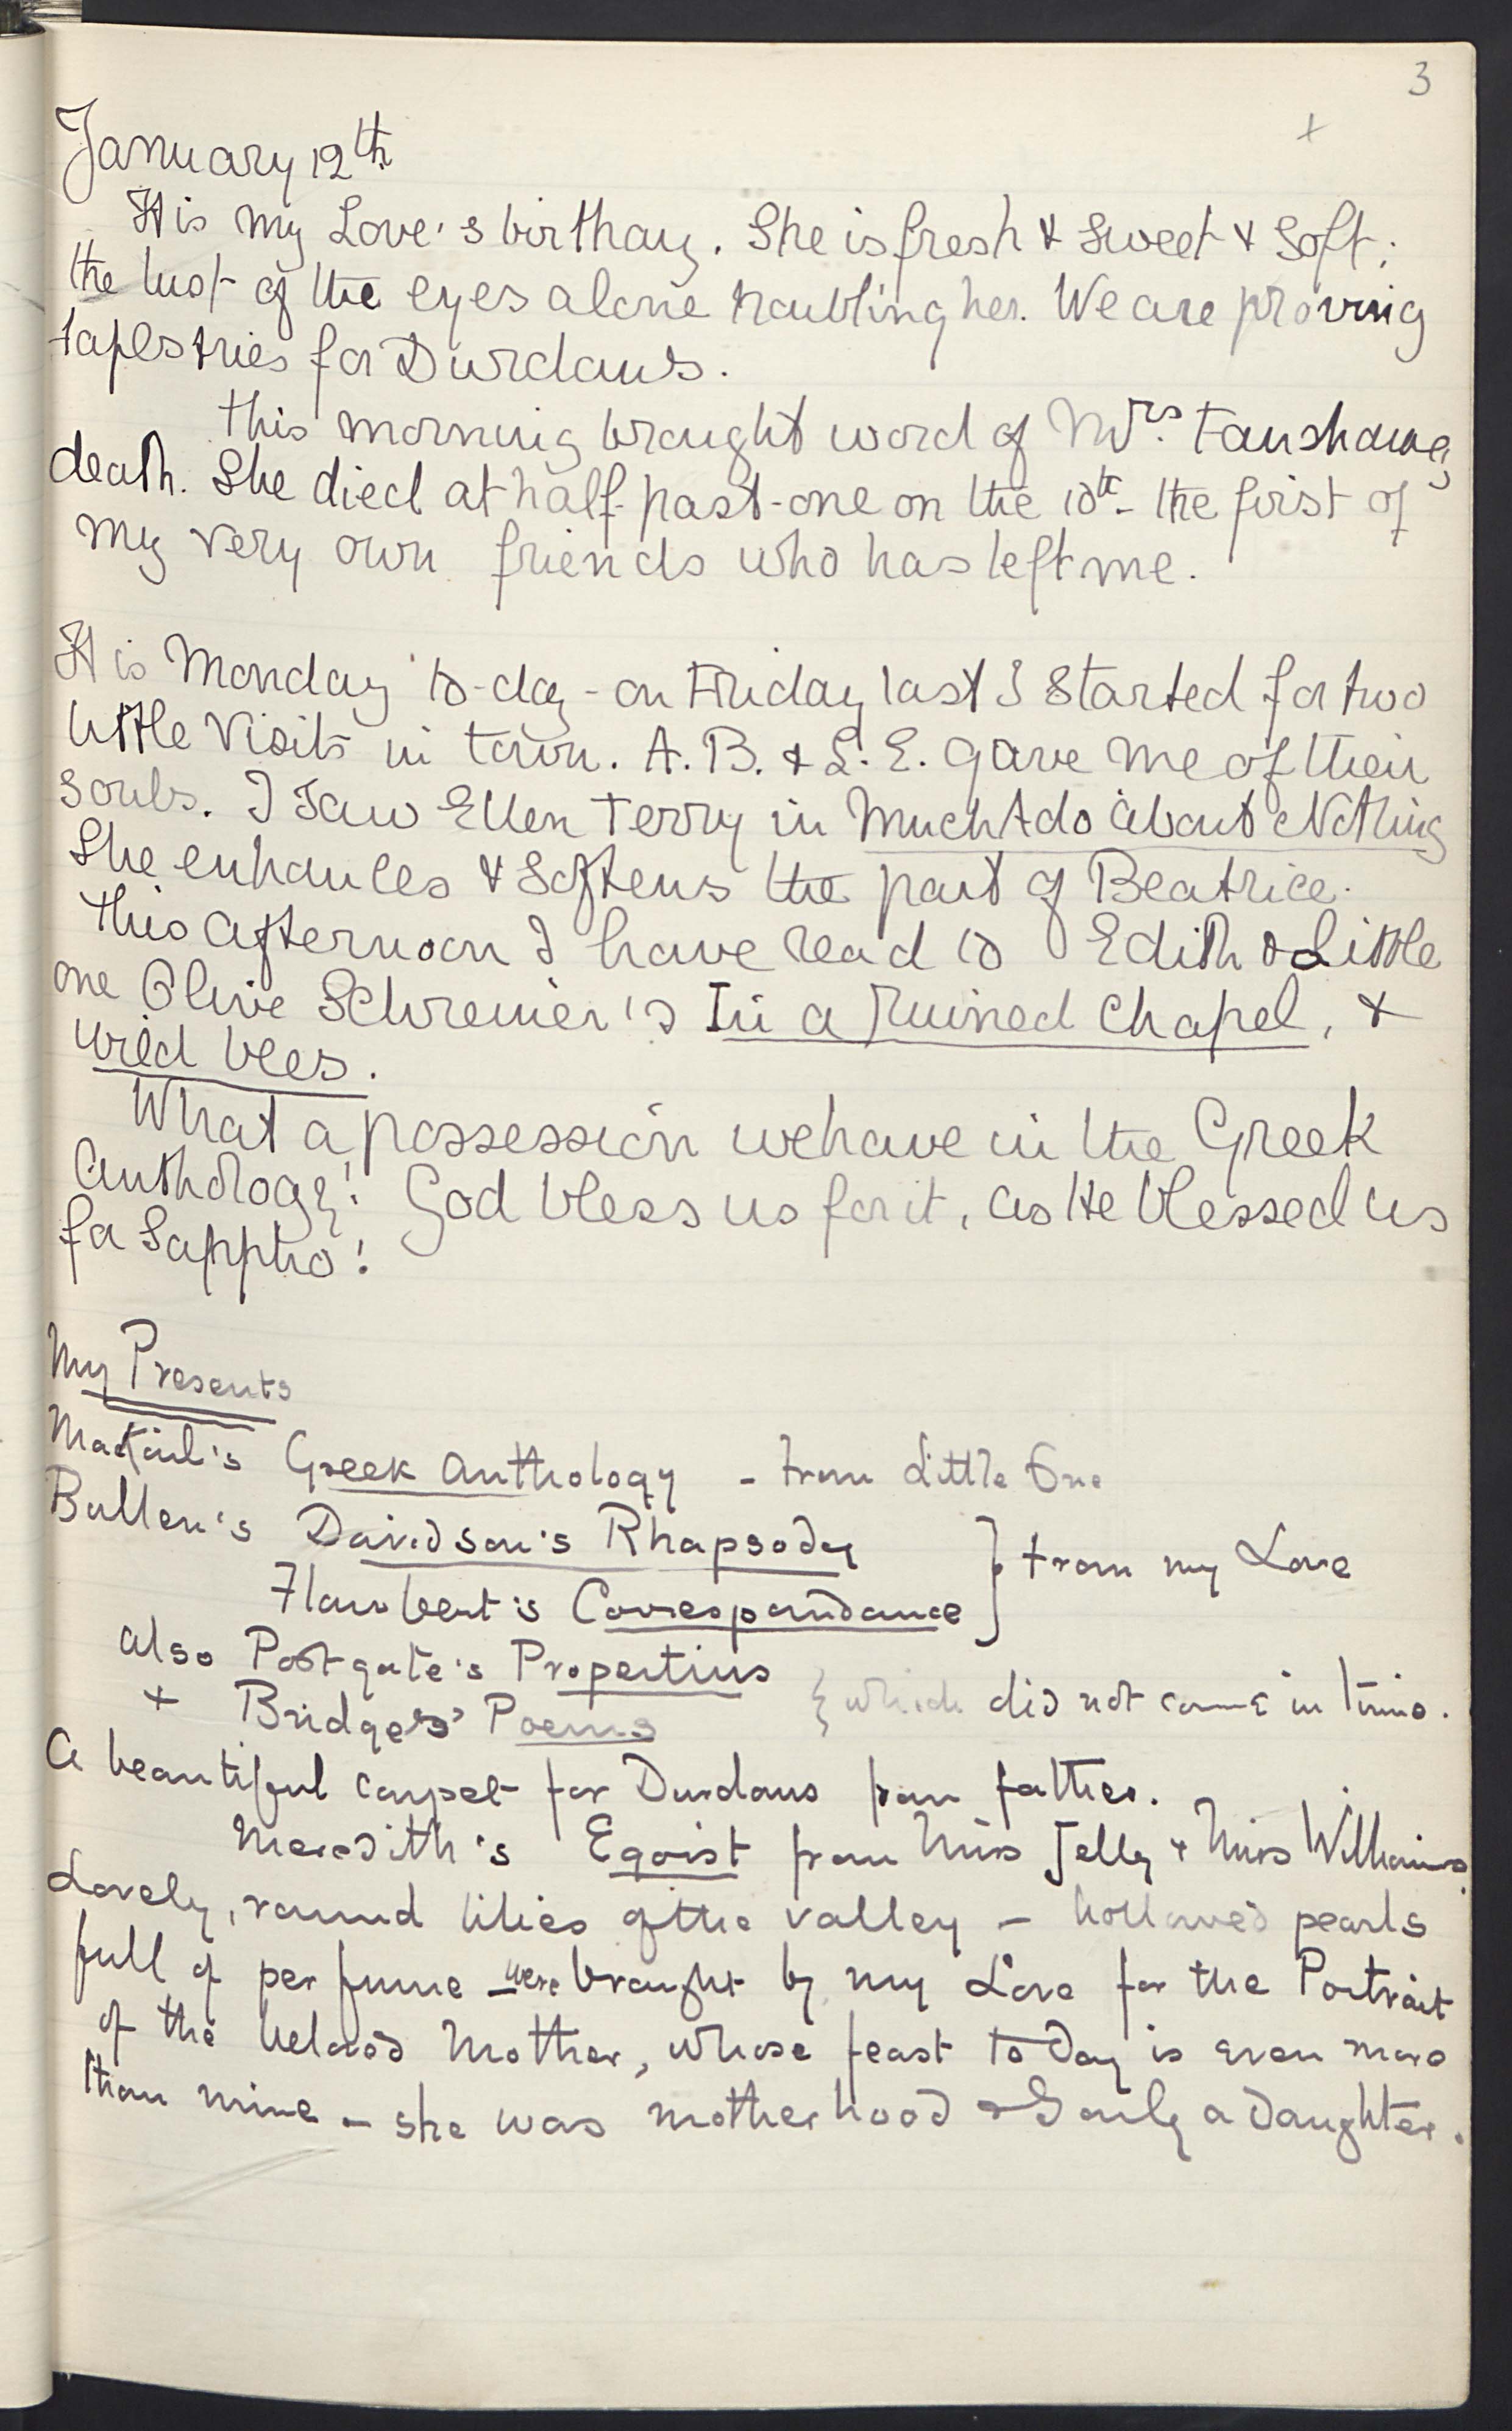 3
+
January 12th
It is my Love's birthay. She is fresh & sweet & soft;
the lust of the eyes alone troubling her. We are proving
tapestries for Durdans.
This morning brought word of Mrs. Fanshawe's
death. She died at half-past-one on the 10th - the first of
my very own friends who has left me.
It is Monday to-day - on Friday last I started for two
little visits in town. A.B. & L.E. gave me of their
souls. I saw Ellen Terry in Much Ado about Nothing
She enhances & softens the part of Beatrice.
This afternoon I have read to Edith & Little
one Olive Schreiner's In a Ruined Chapel, &
wild bees.
What a possession we have in the Greek
Anthology! God bless us for it, as He blessed us
for Sappho!
My Presents
Mackail's Greek Anthology - from Little One
Bullen's Davidson's Rhapsody
} from my Love
Flaubert's Correspondance
also Postgate's Propertius
} which did not come in time.
+ Bridges' Poems
A beautiful carpet for Durdans from father.
Meredith's Egoist from Miss Jelly & Miss Williams.
Lovely, round lilies of the valley - hollowed pearls
full of perfume - were brought by my Love for the Portrait
of the beloved Mother, whose feast to day is even more
than mine - she was motherhood & I only a daughter.